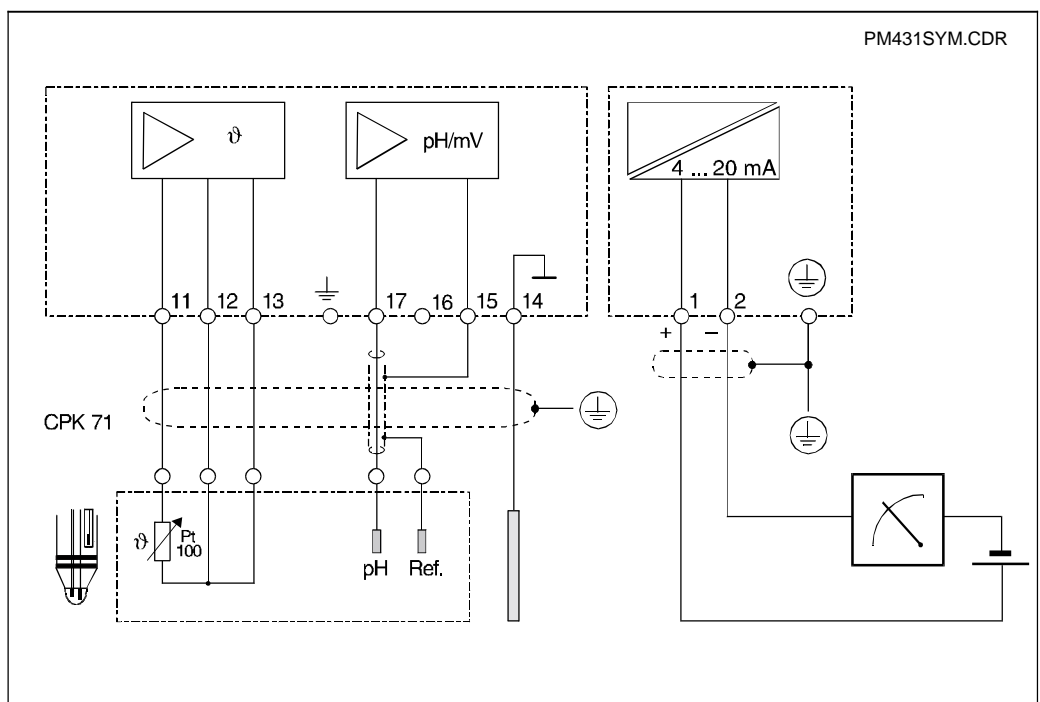 PM431SYM.CDR
ϑ
pH/mV
4 ... 20 mA
11 12 13 17 16 15 14 1 2
+ −
CPK 71
ϑ Pt
100
pH Ref.